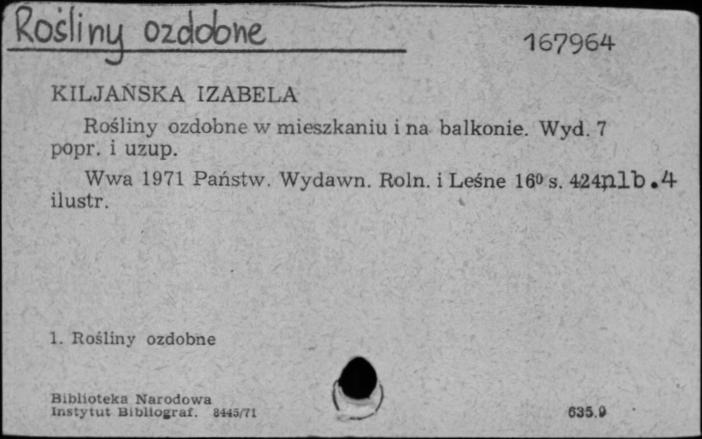 Rośliny ozdobne
167964
KILJAŃSKA IZABELA
Rośliny ozdobne w mieszkaniu i na balkonie. Wyd. 7
popr. i uzup.
Wwa 1971 Państw. Wydawn. Roln. i Leśne 16⁰ s. 424nlb.4
ilustr.
1. Rośliny ozdobne
Biblioteka Narodowa
Instytut Bibliograf. 8445/71
635.9